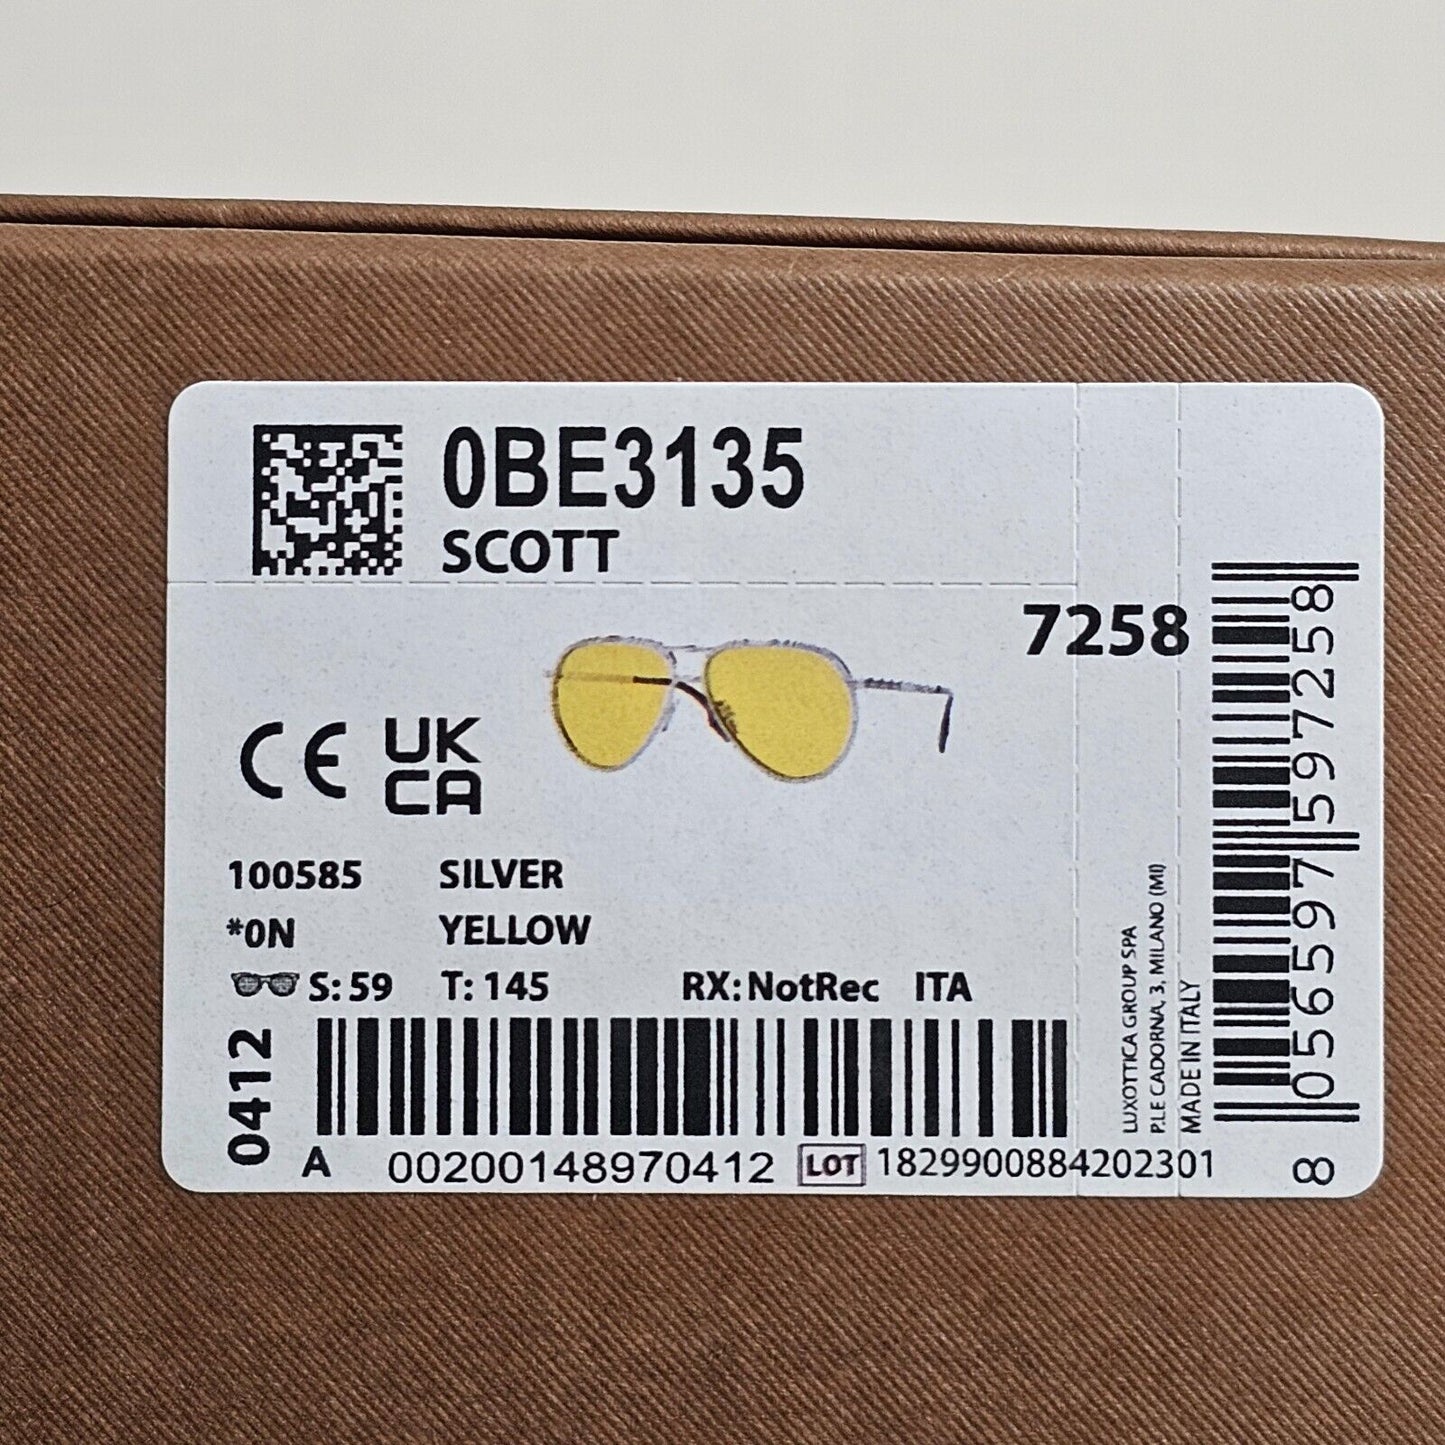 0BE3135
SCOTT
7258
CE UK
CA
100585 SILVER
*0N YELLOW
S: 59 T: 145 RX: NotRec ITA
0412
A 00200148970412 LOT 1829900884202301
LUXOTTICA GROUP SPA
P.LE CADORNA, 3, MILANO (MI)
MADE IN ITALY
8 056597 597258